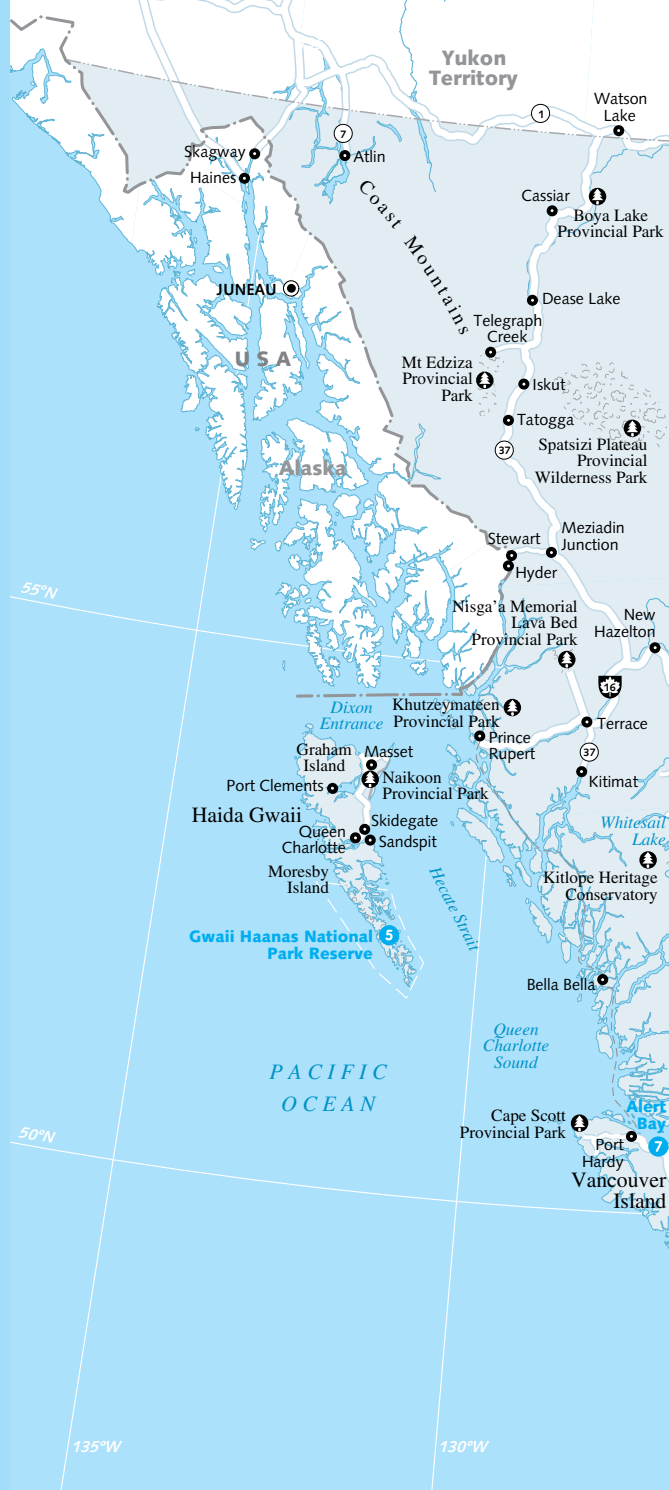 Yukon
Territory
Watson
Lake
1
7
Skagway
Atlin
Haines
Coast Mountains
Cassiar
Boya Lake
Provincial Park
JUNEAU
Dease Lake
Telegraph
Creek
USA
Mt Edziza
Provincial
Park
Iskut
Tatogga
Spatsizi Plateau
Provincial
Wilderness Park
37
Alaska
Meziadin
Junction
Stewart
Hyder
55°N
Nisga'a Memorial
Lava Bed
Provincial Park
New
Hazelton
16
Dixon
Entrance
Khutzeymateen
Provincial Park
Terrace
Prince
Rupert
37
Graham
Island
Masset
Naikoon
Provincial Park
Kitimat
Port Clements
Haida Gwaii
Skidegate
Queen
Charlotte
Sandspit
Whitesail
Lake
Moresby
Island
Hecate Strait
Kitlope Heritage
Conservatory
Gwaii Haanas National
Park Reserve
5
Bella Bella
Queen
Charlotte
Sound
PACIFIC
OCEAN
Cape Scott
Provincial Park
Alert
Bay
7
50°N
Port
Hardy
Vancouver
Island
135°W
130°W